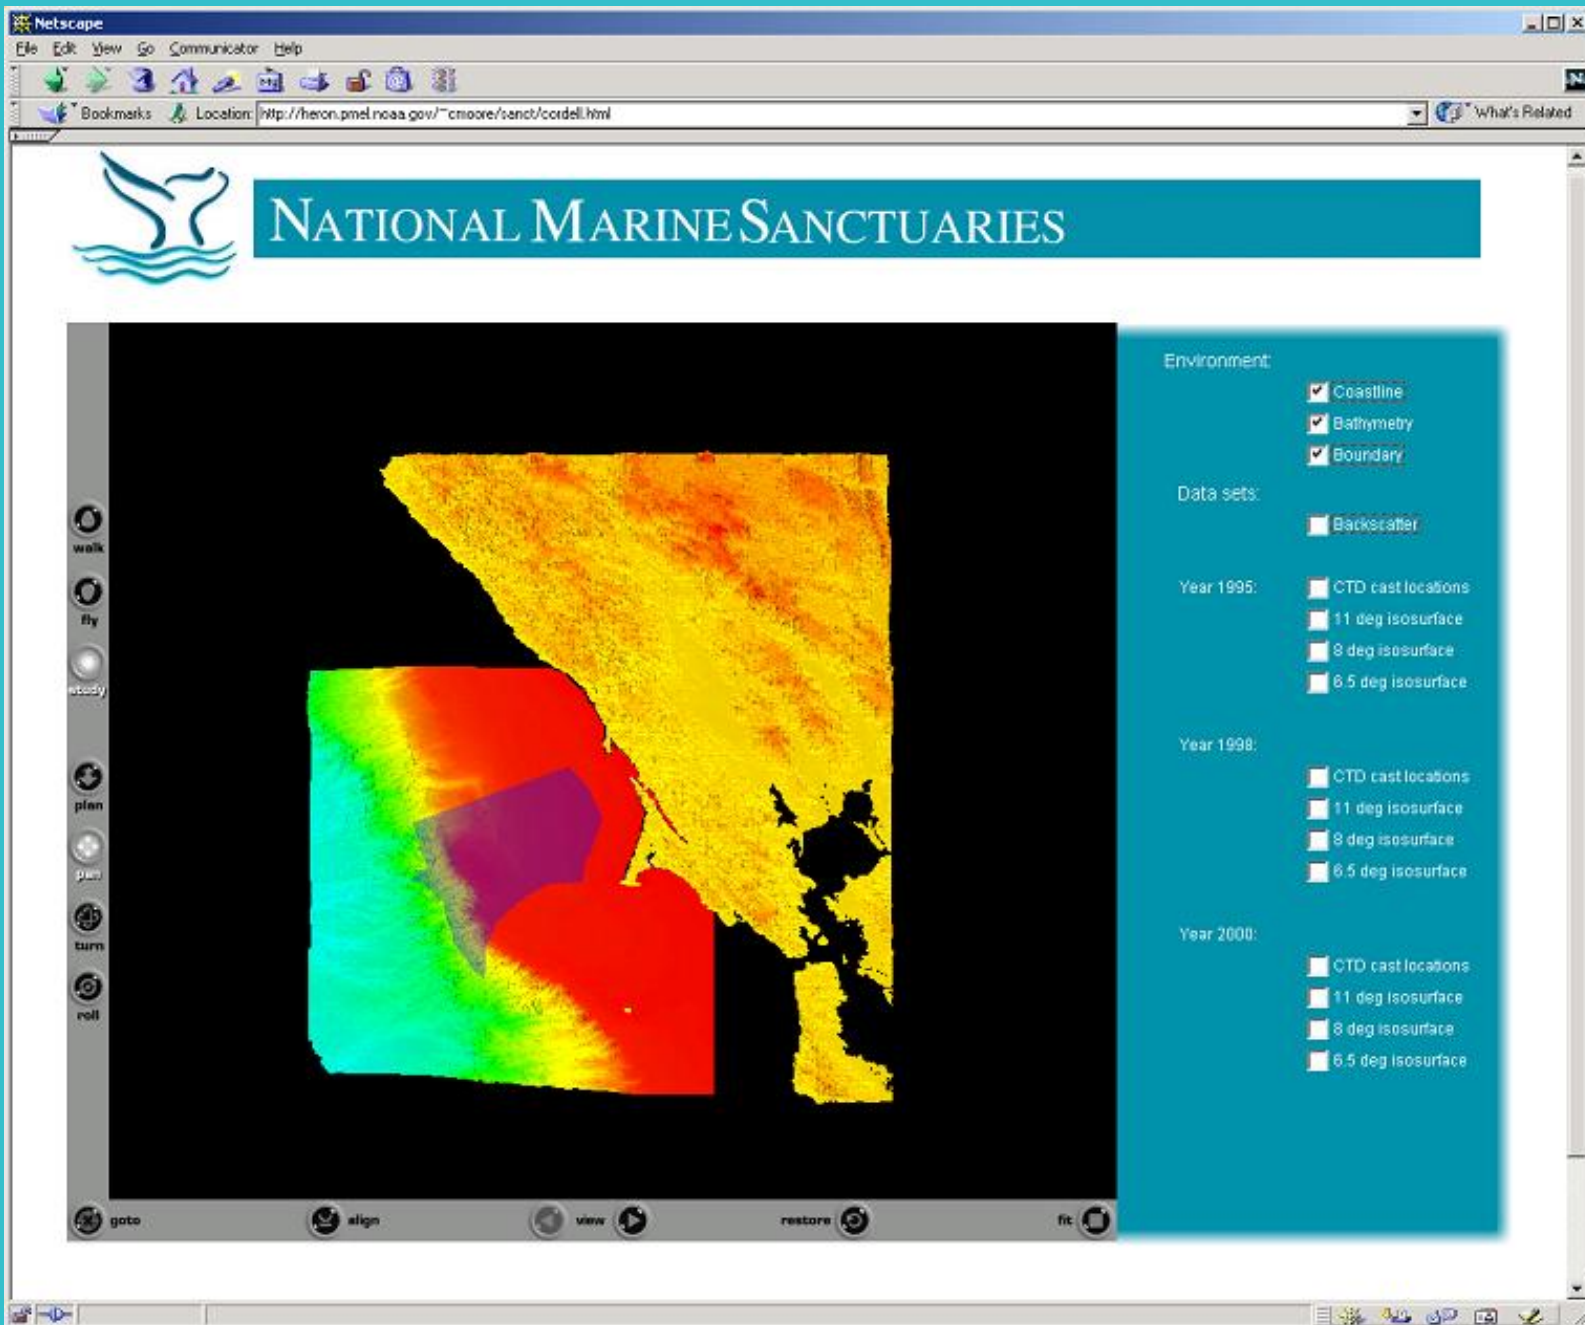 Netscape
File Edit View Go Communicator Help
Bookmarks Location: http://heron.pmel.noaa.gov/~cmoore/sanct/cordell.html What's Related
NATIONAL MARINE SANCTUARIES
walk
fly
study
plan
pan
turn
roll
goto align view restore fit
Environment:
Coastline
Bathymetry
Boundary
Data sets:
Backscatter
Year 1995: CTD cast locations
11 deg isosurface
8 deg isosurface
6.5 deg isosurface
Year 1998:
CTD cast locations
11 deg isosurface
8 deg isosurface
6.5 deg isosurface
Year 2000:
CTD cast locations
11 deg isosurface
8 deg isosurface
6.5 deg isosurface